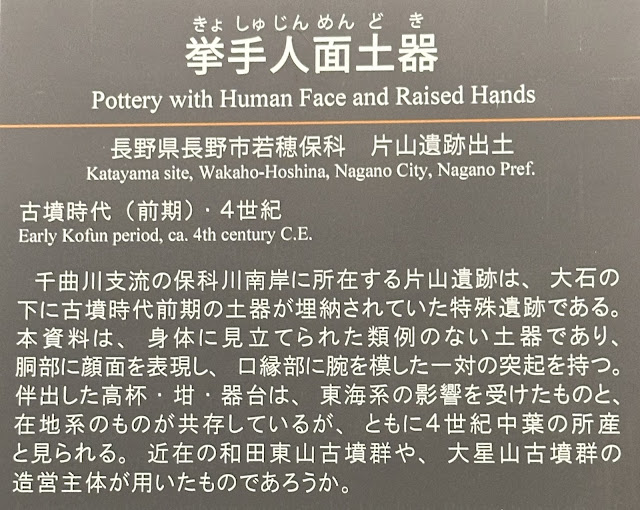 きょ しゅ じん めん ど き
挙手人面土器
Pottery with Human Face and Raised Hands
長野県長野市若穂保科　片山遺跡出土
Katayama site, Wakaho-Hoshina, Nagano City, Nagano Pref.
古墳時代（前期）・4世紀
Early Kofun period, ca. 4th century C.E.
千曲川支流の保科川南岸に所在する片山遺跡は、大石の
下に古墳時代前期の土器が埋納されていた特殊遺跡である。
本資料は、身体に見立てられた類例のない土器であり、
胴部に顔面を表現し、口縁部に腕を模した一対の突起を持つ。
伴出した高杯・坩・器台は、東海系の影響を受けたものと、
在地系のものが共存しているが、ともに4世紀中葉の所産
と見られる。近在の和田東山古墳群や、大星山古墳群の
造営主体が用いたものであろうか。